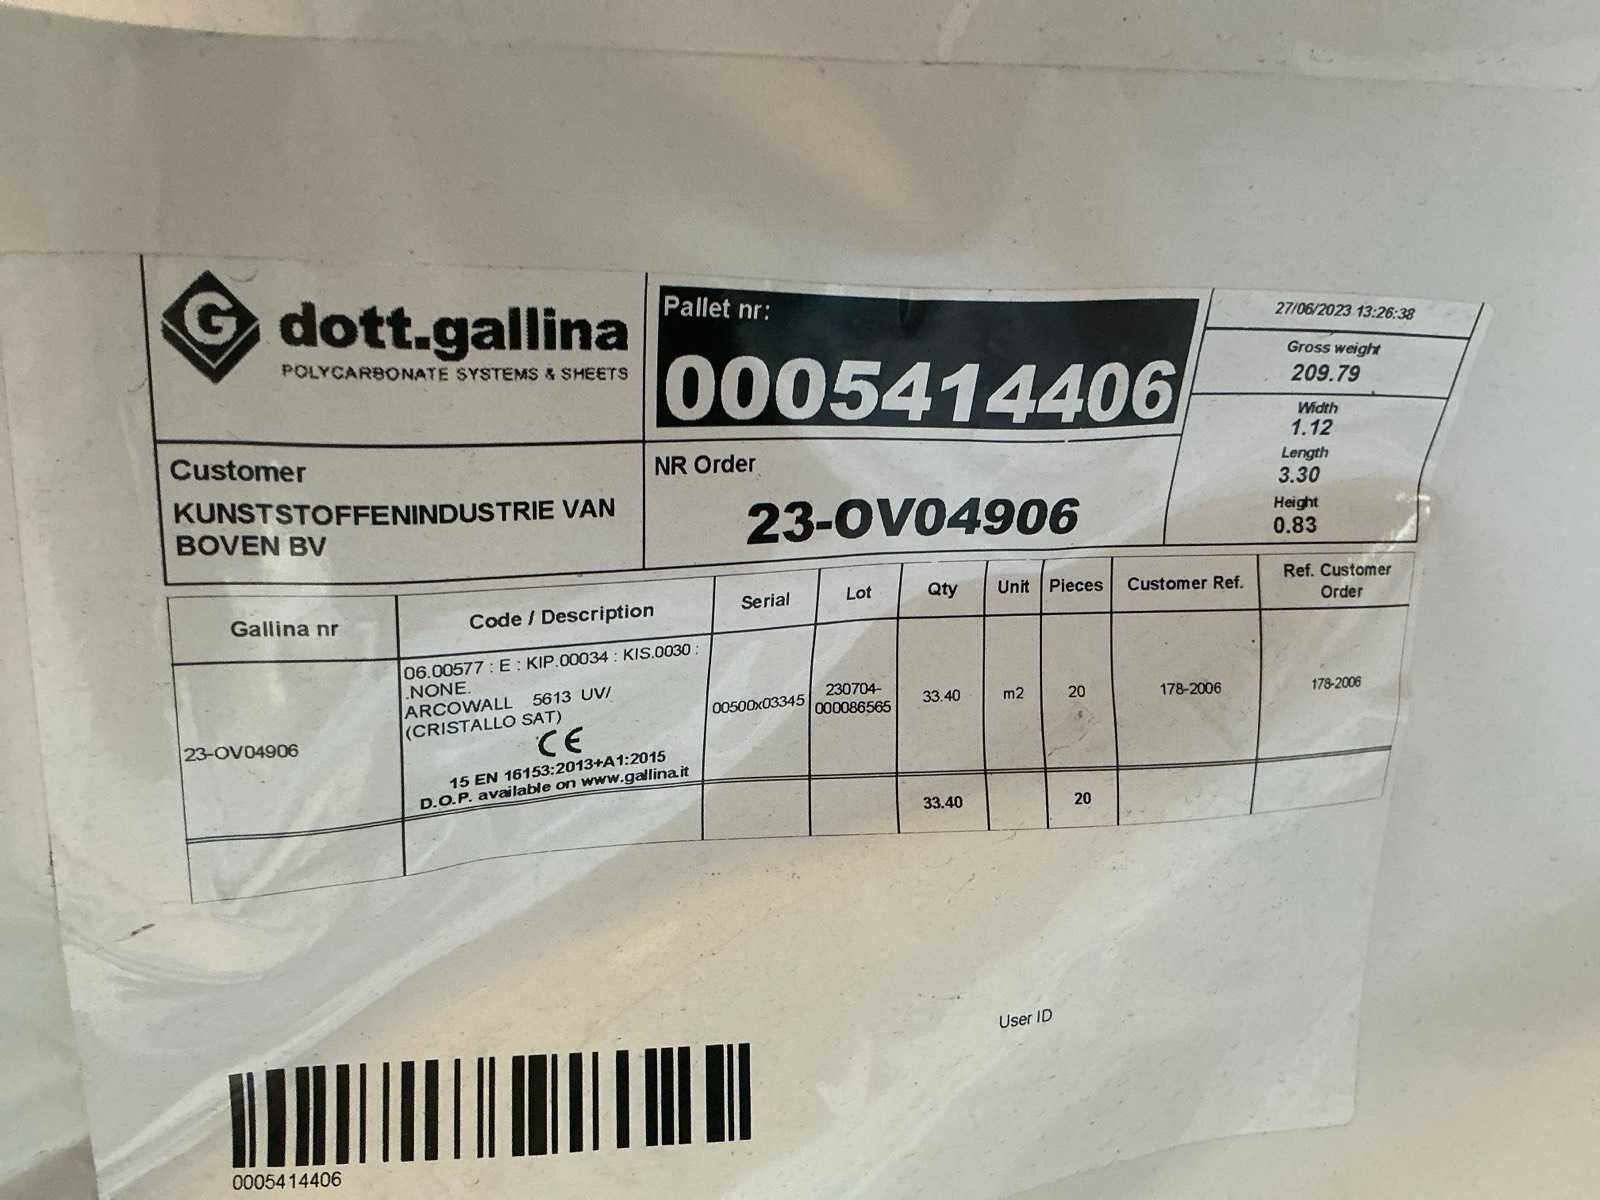 G dott.gallina
POLYCARBONATE SYSTEMS & SHEETS
Pallet nr:
0005414406
27/06/2023 13:26:38
Gross weight
209.79
Width
1.12
Length
3.30
Height
0.83
Customer
KUNSTSTOFFENINDUSTRIE VAN
BOVEN BV
NR Order
23-OV04906
Gallina nr Code / Description Serial Lot Qty Unit Pieces Customer Ref. Ref. Customer
Order
06.00577 : E : KIP.00034 : KIS.0030 :
.NONE.
ARCOWALL 5613 UV/
(CRISTALLO SAT)
CE
15 EN 16153:2013+A1:2015
D.O.P. available on www.gallina.it
23-OV04906
00500x03345
230704-
000086565
33.40 m2 20 178-2006 178-2006
33.40 20
User ID
0005414406